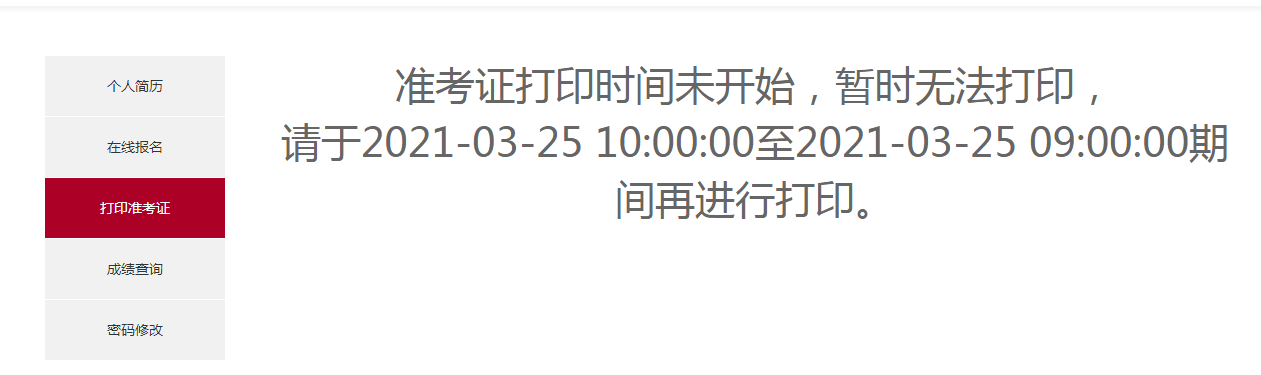 个人简历
在线报名
打印准考证
成绩查询
密码修改
准考证打印时间未开始，暂时无法打印，
请于2021-03-25 10:00:00至2021-03-25 09:00:00期
间再进行打印。